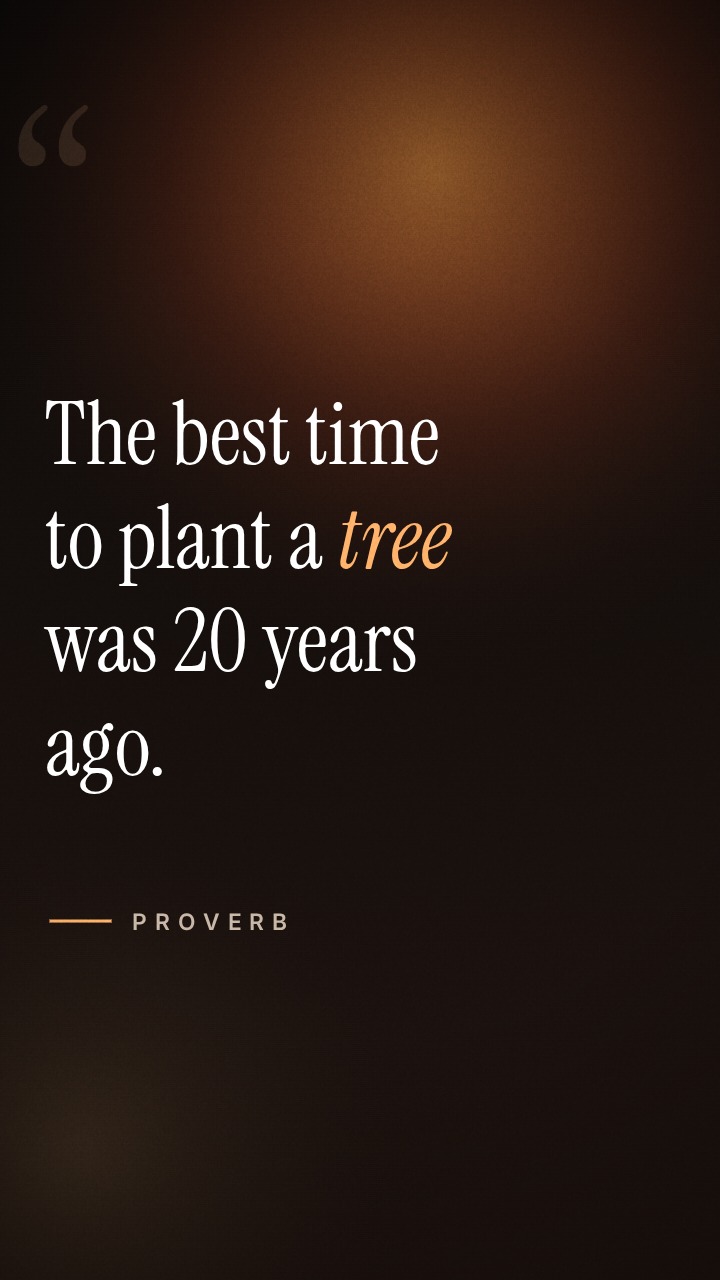 “
The best time
to plant a tree
was 20 years
ago.
PROVERB